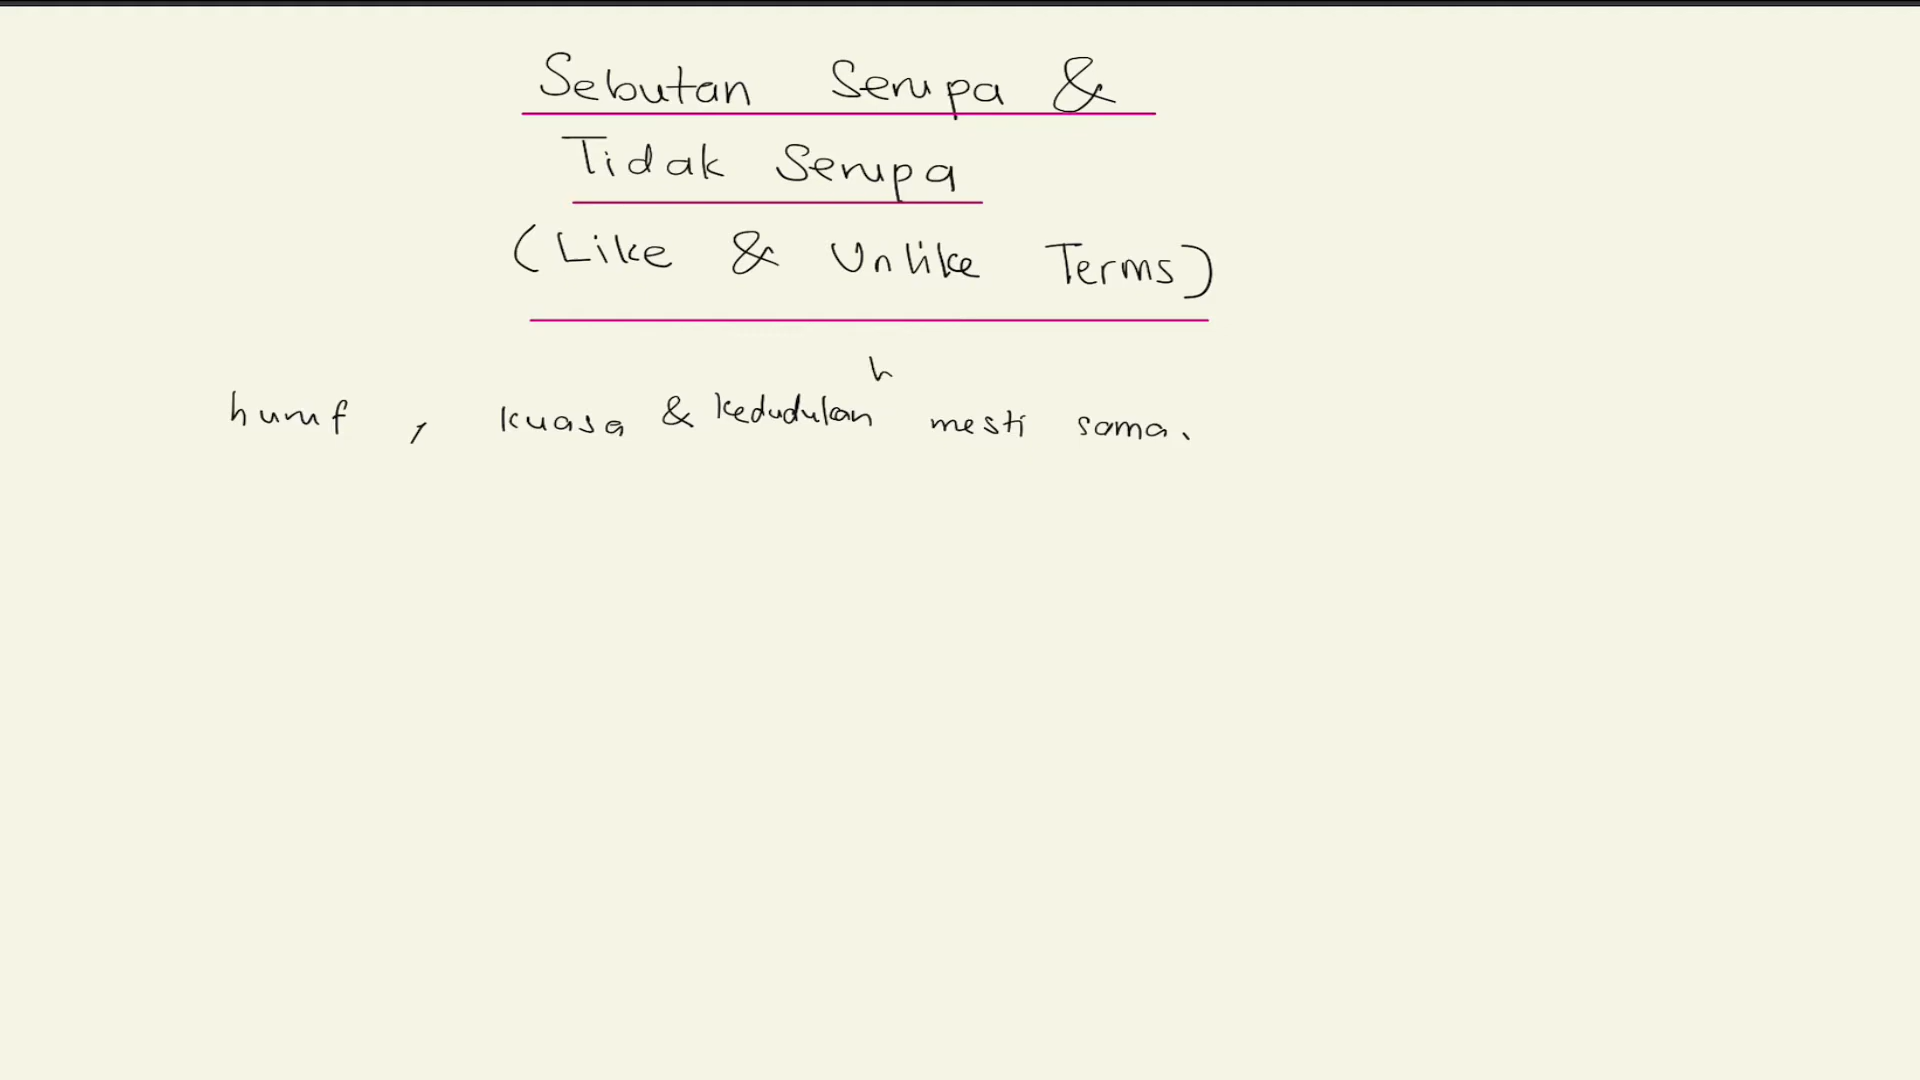 Sebutan Serupa &
Tidak Serupa
(Like & Unlike Terms)
h
huruf, kuasa & kedudukan mesti sama.